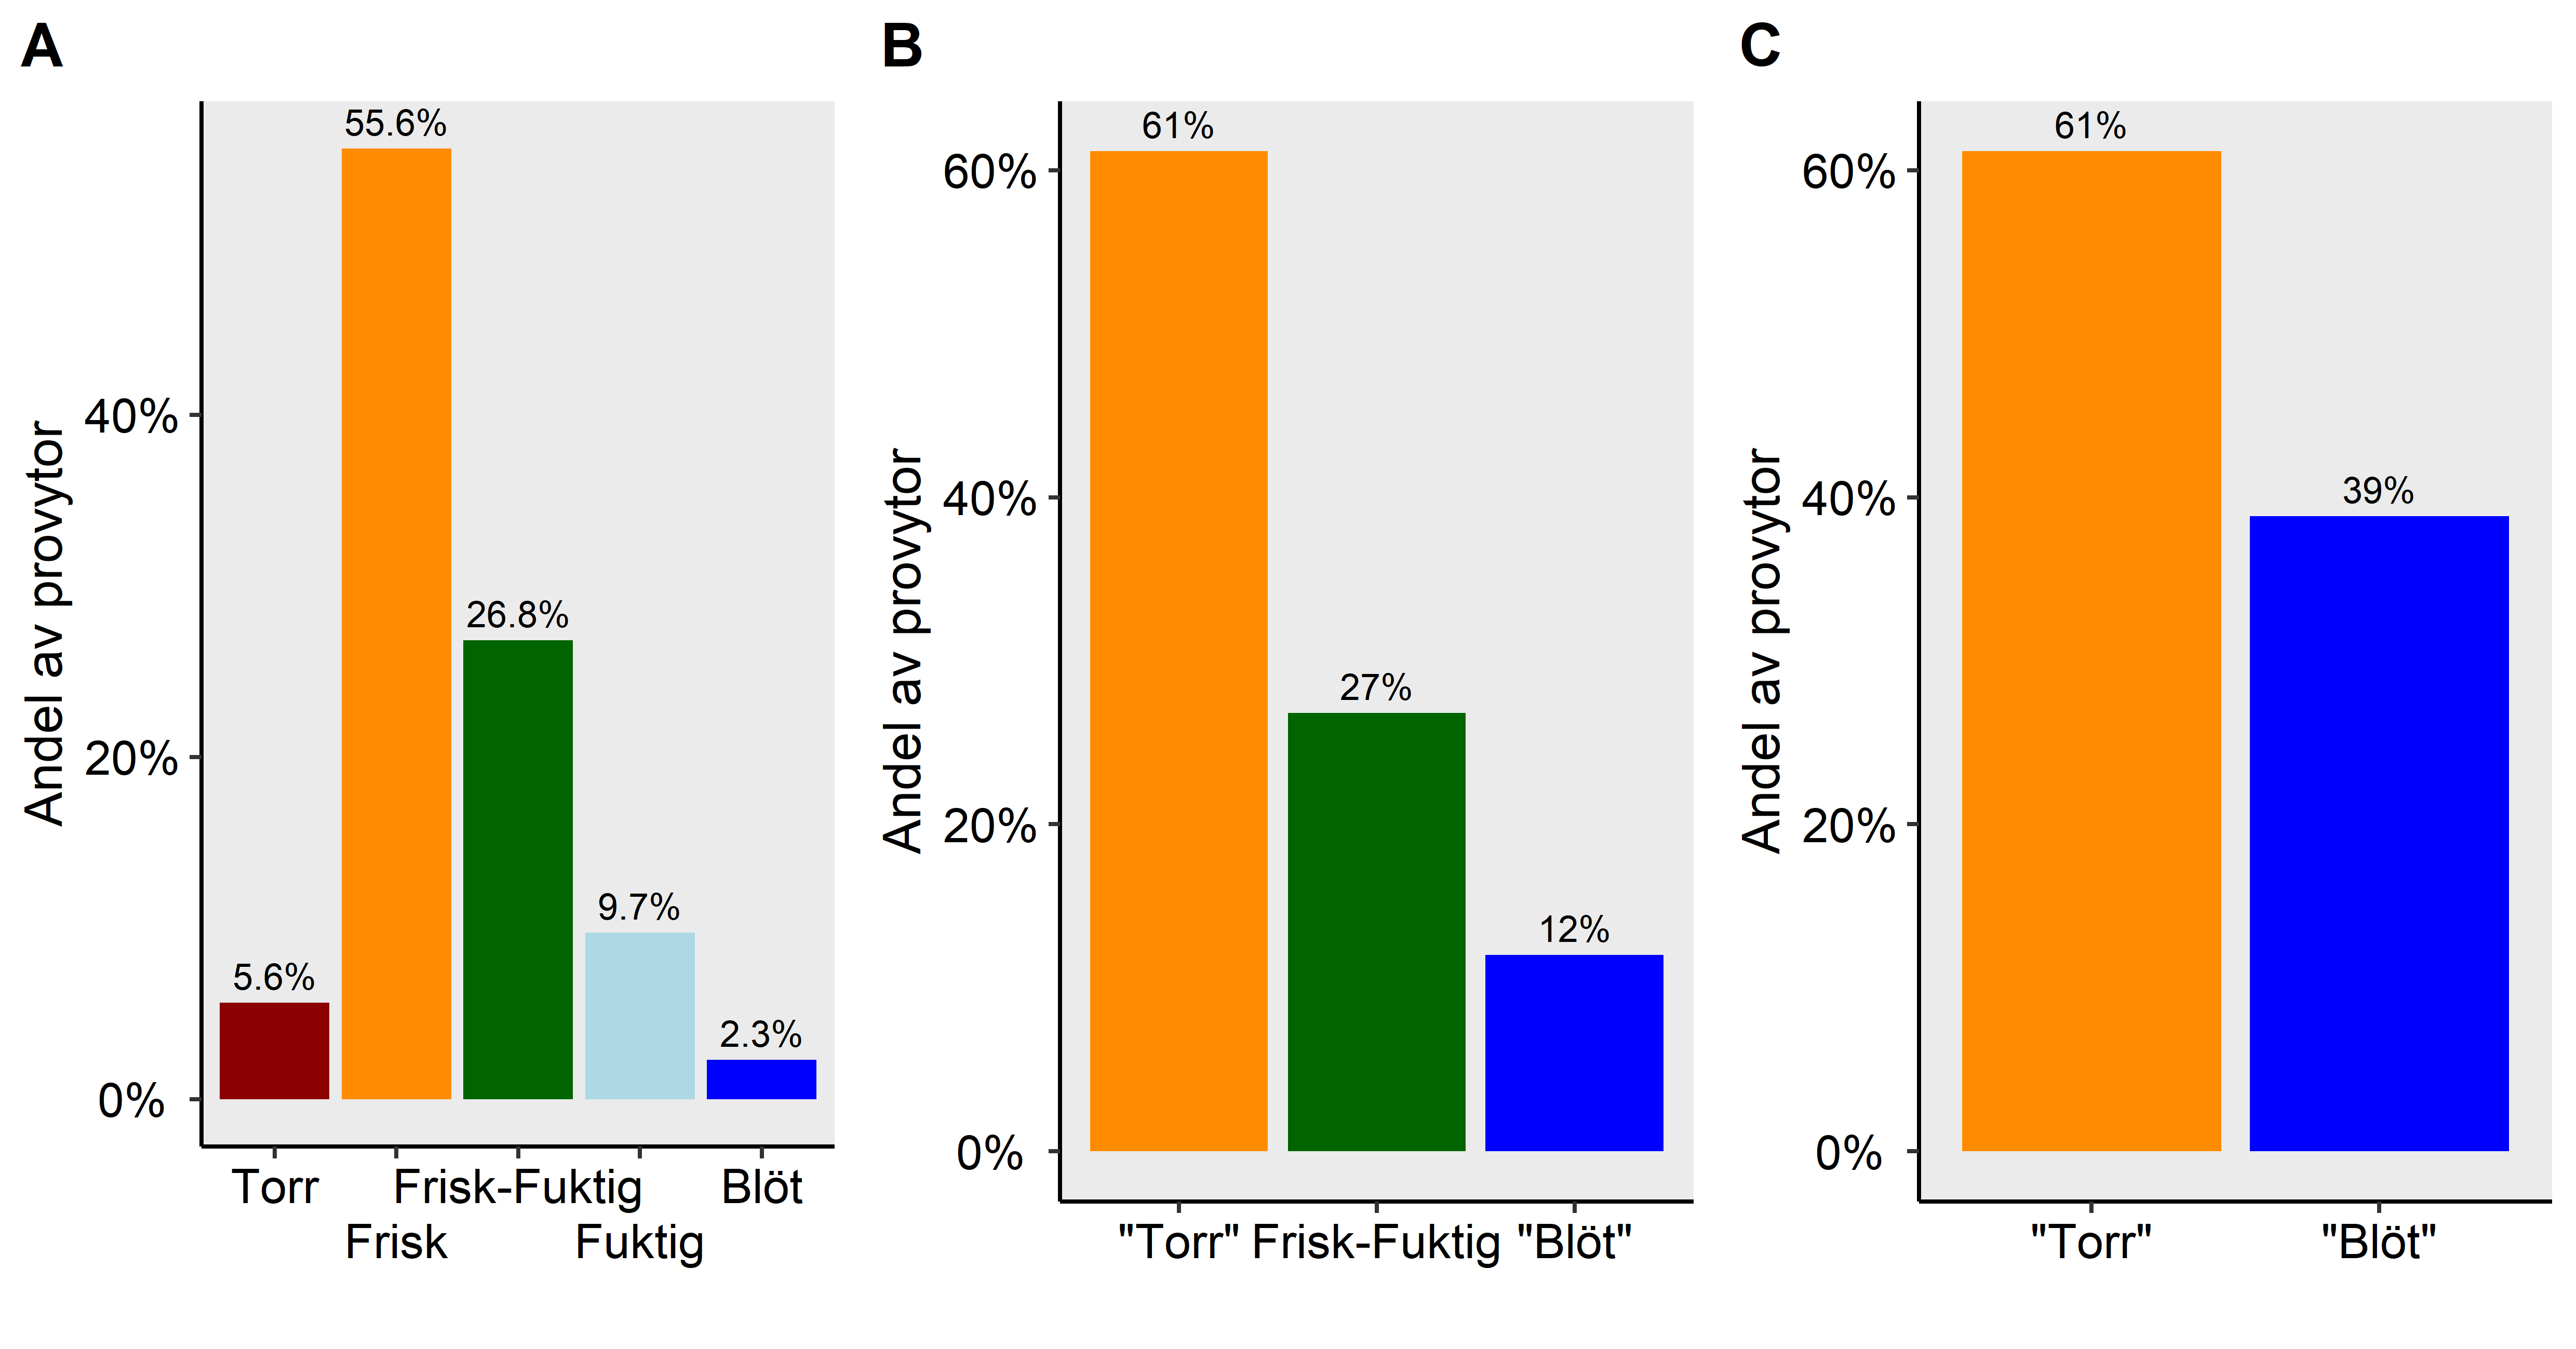 A
Andel av provytor
40%
20%
0%
55.6%
26.8%
9.7%
5.6%
2.3%
Torr
Frisk-Fuktig
Blöt
Frisk
Fuktig
B
Andel av provytor
60%
40%
20%
0%
61%
27%
12%
"Torr" Frisk-Fuktig "Blöt"
C
Andel av provytor
60%
40%
20%
0%
61%
39%
"Torr"
"Blöt"